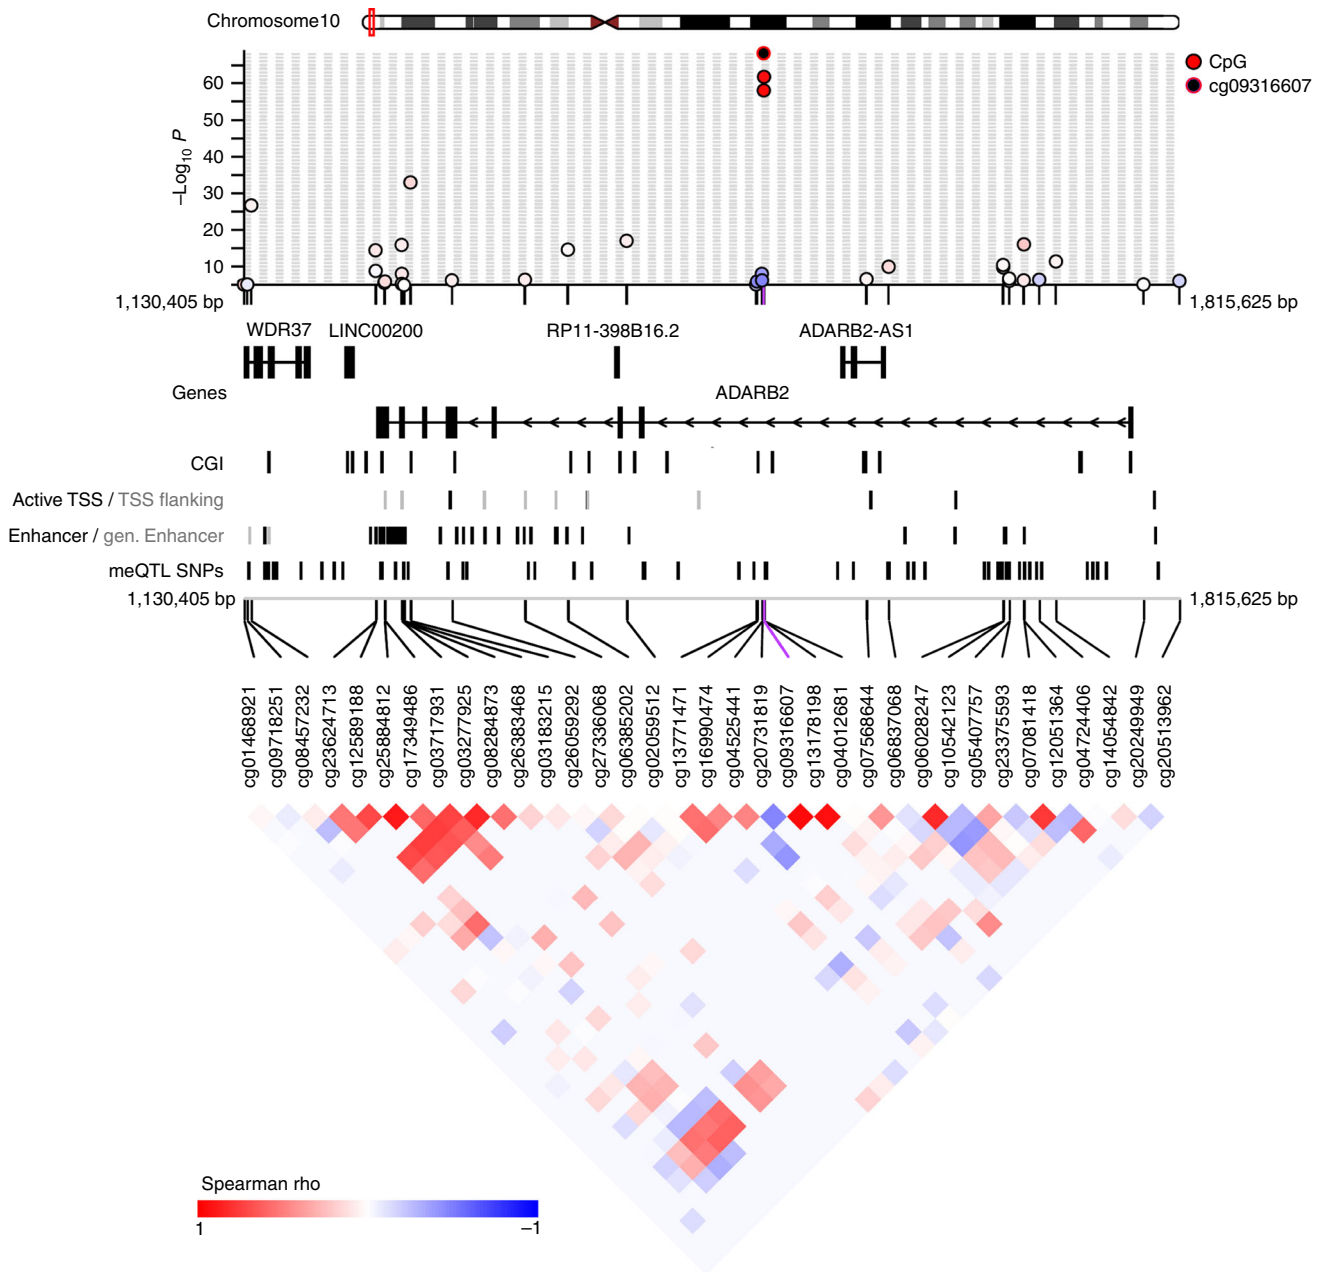 Chromosome10
CpG
cg09316607
−Log10 P
60
50
40
30
20
10
1,130,405 bp
1,815,625 bp
WDR37 LINC00200 RP11-398B16.2 ADARB2-AS1
Genes
ADARB2
CGI
Active TSS / TSS flanking
Enhancer / gen. Enhancer
meQTL SNPs
1,130,405 bp
1,815,625 bp
cg01468921
cg09718251
cg08457232
cg23624713
cg12589188
cg25884812
cg17349486
cg03717931
cg03277925
cg08284873
cg26383468
cg03183215
cg26059292
cg27336068
cg06385202
cg02059512
cg13771471
cg16990474
cg04525441
cg20731819
cg09316607
cg13178198
cg04012681
cg07568644
cg06837068
cg06028247
cg10542123
cg05407757
cg23375593
cg07081418
cg12051364
cg04724406
cg14054842
cg20249949
cg20513962
Spearman rho
1
−1